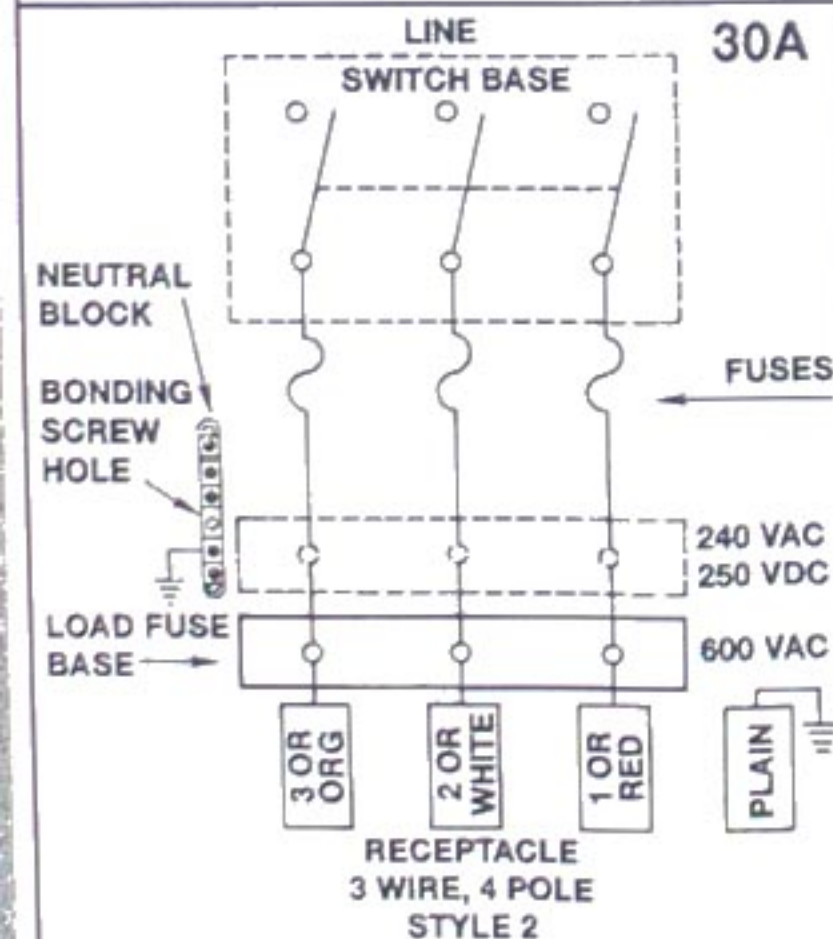 LINE
30A
SWITCH BASE
NEUTRAL
BLOCK
BONDING
SCREW
HOLE
FUSES
240 VAC
250 VDC
LOAD FUSE
BASE
600 VAC
3 OR
ORG
2 OR
WHITE
1 OR
RED
PLAIN
RECEPTACLE
3 WIRE, 4 POLE
STYLE 2